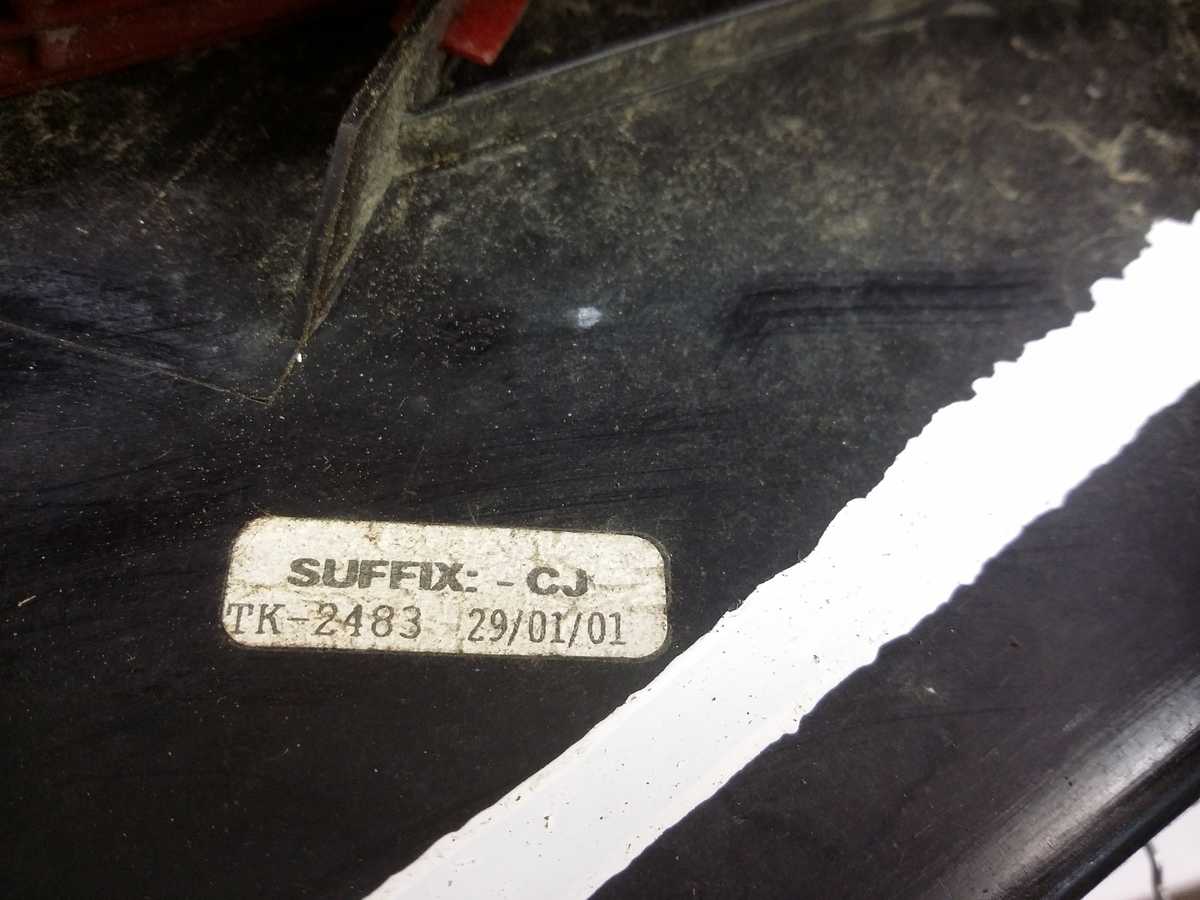 SUFFIX: - CJ
TK-2483 29/01/01